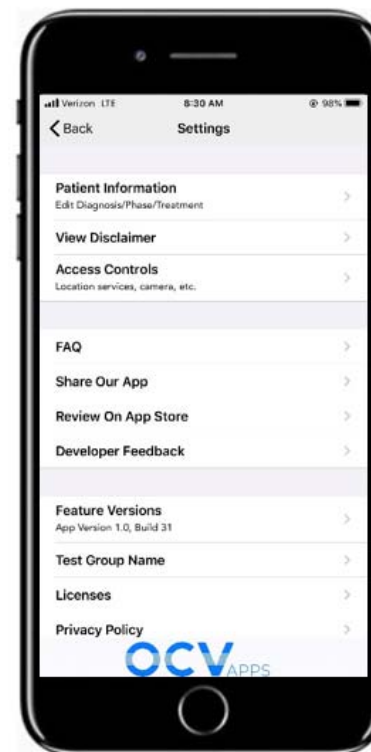 Verizon LTE 8:30 AM 98%
Back Settings
Patient Information
Edit Diagnosis/Phase/Treatment
View Disclaimer
Access Controls
Location services, camera, etc.
FAQ
Share Our App
Review On App Store
Developer Feedback
Feature Versions
App Version 1.0, Build 31
Test Group Name
Licenses
Privacy Policy
OCV APPS